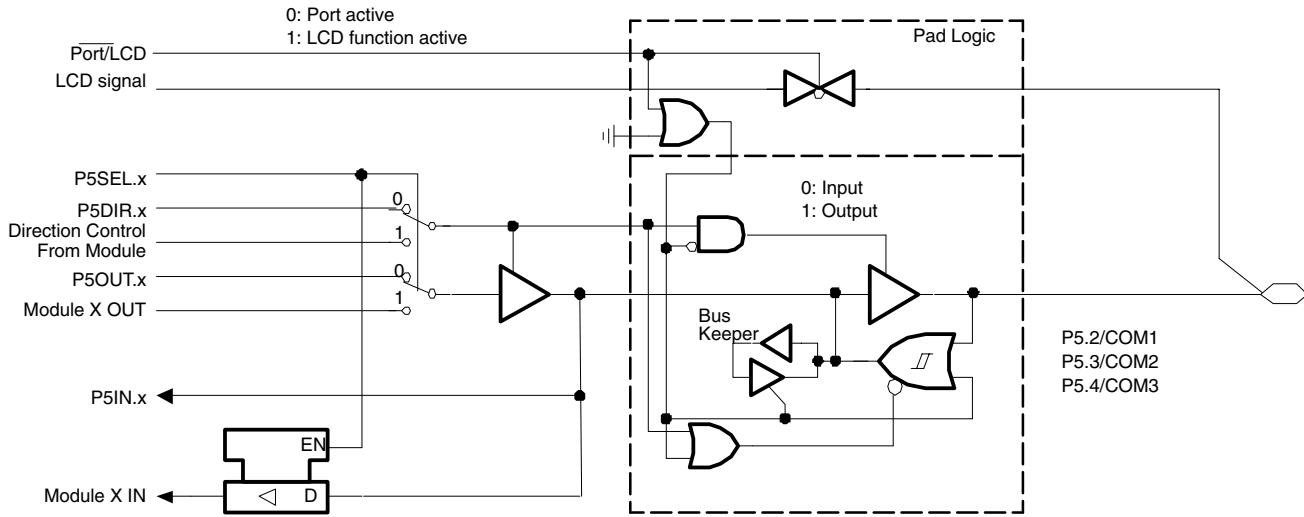 0: Port active
1: LCD function active
Port/LCD
LCD signal
Pad Logic
P5SEL.x
P5DIR.x
0
Direction Control
From Module
1
P5OUT.x
0
Module X OUT
1
0: Input
1: Output
Bus
Keeper
P5.2/COM1
P5.3/COM2
P5.4/COM3
P5IN.x
EN
Module X IN
D